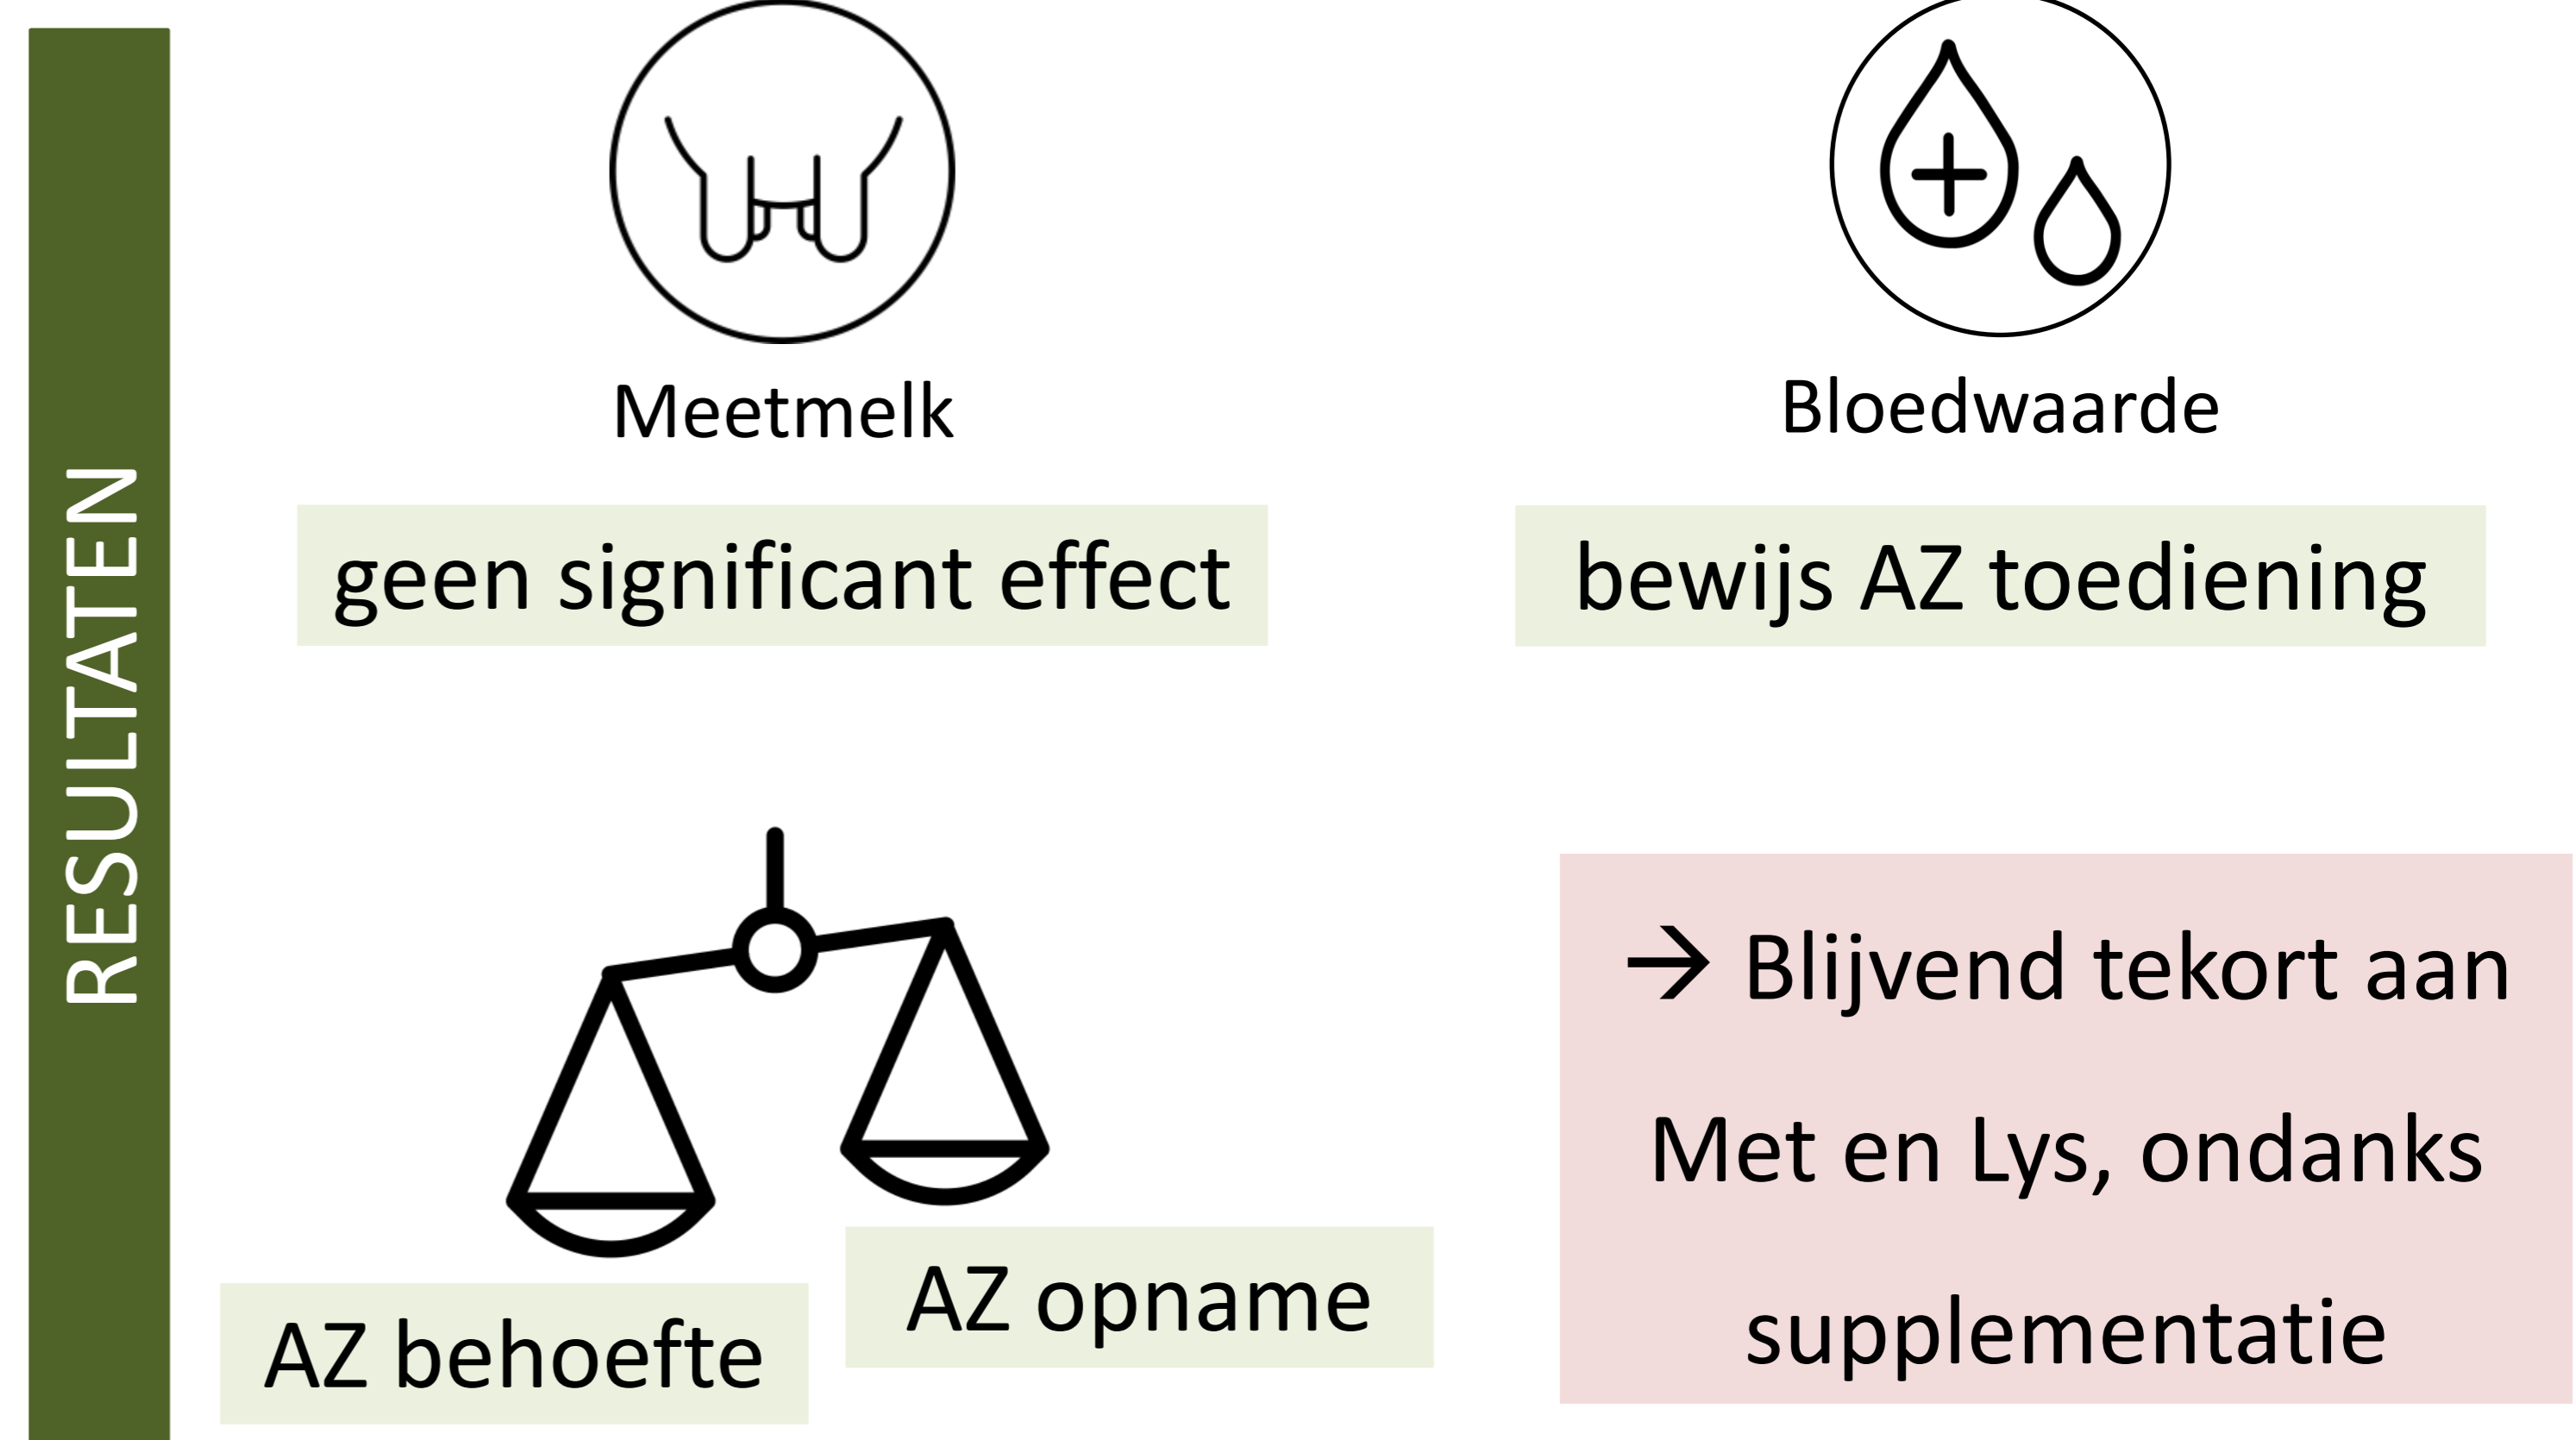 RESULTATEN
Meetmelk
Bloedwaarde
geen significant effect
bewijs AZ toediening
AZ behoefte
AZ opname
→ Blijvend tekort aan
Met en Lys, ondanks
supplementatie